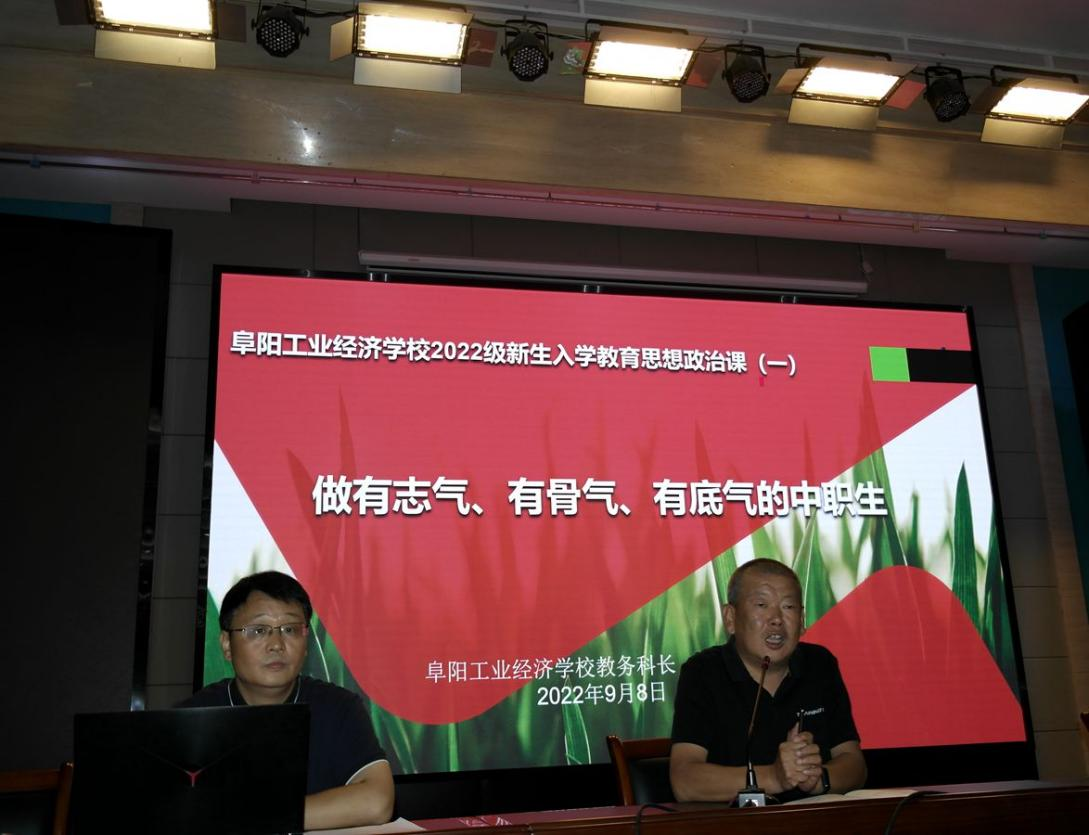 阜阳工业经济学校2022级新生入学教育思想政治课（一）
做有志气、有骨气、有底气的中职生
阜阳工业经济学校教务科长
2022年9月8日